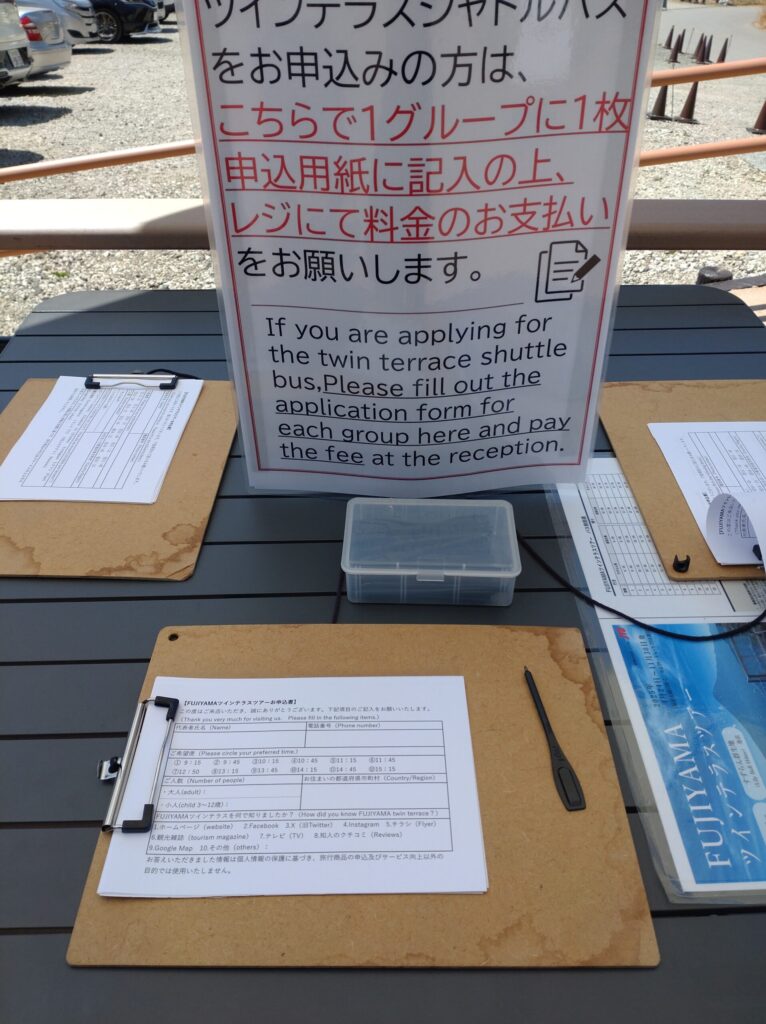 ツインテラスシャトルバス
をお申込みの方は、
こちらで1グループに1枚
申込用紙に記入の上、
レジにて料金のお支払い
をお願いします。
If you are applying for
the twin terrace shuttle
bus,Please fill out the
application form for
each group here and pay
the fee at the reception.
【FUJIYAMAツインテラスツアーお申込書】
この度はご来店いただき、誠にありがとうございます。下記項目のご記入をお願いします。
(Thank you very much for visiting us. Please fill in the following items.)
代表者氏名（Name） 電話番号（Phone number）
ご希望便（Please circle your preferred time.）
① 9：15 ② 9：45 ③10：15 ④10：45 ⑤11：15 ⑥11：45
⑦12：50 ⑧13：15 ⑨13：45 ⑩14：15 ⑪14：45 ⑫15：15
ご人数（Number of people） お住まいの都道府県市町村（Country/Region）
・大人(adult)：
・小人(child 3～12歳)：
FUJIYAMAツインテラスを何で知りましたか？（How did you know FUJIYAMA twin terrace？）
1.ホームページ（website） 2.Facebook 3.X（旧Twitter） 4.Instagram 5.チラシ（Flyer）
6.観光雑誌（tourism magazine） 7.テレビ（TV） 8.知人のクチコミ（Reviews）
9.Google Map 10.その他（others）：
お答えいただきました情報は個人情報の保護に基づき、旅行商品の申込及びサービス向上以外の
目的では使用いたしません。
FUJIYAMA
ツインテラスツアー